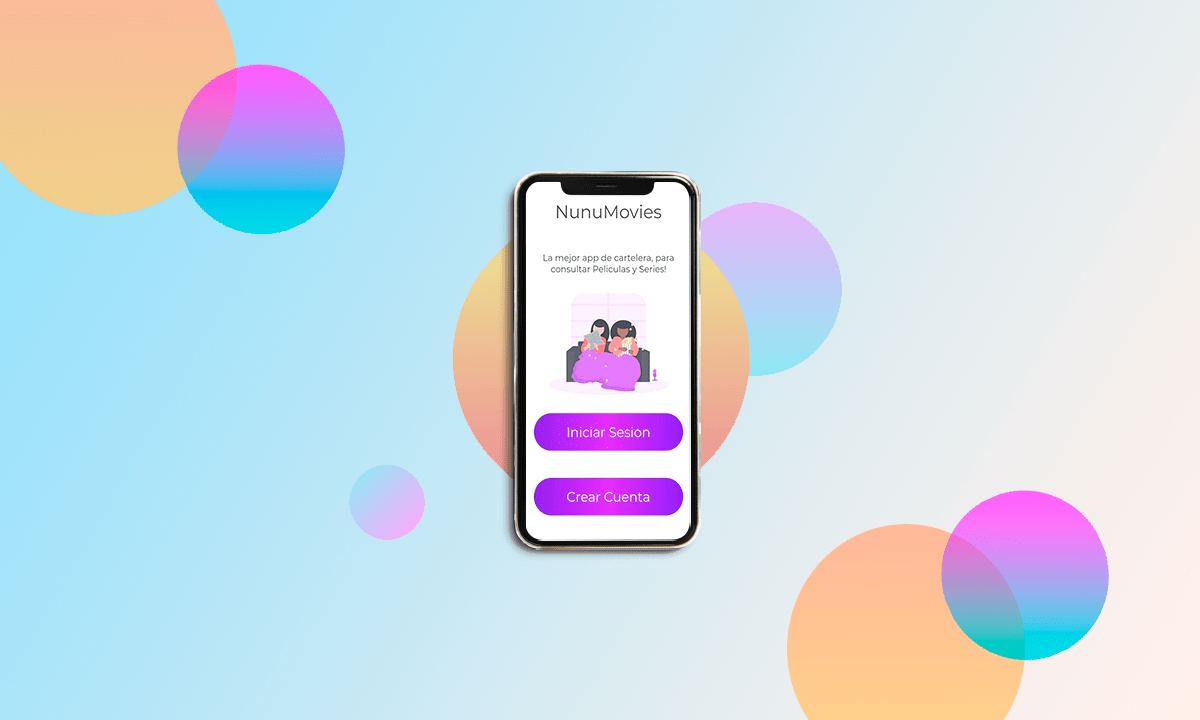 NunuMovies
La mejor app de cartelera, para
consultar Peliculas y Series!
Iniciar Sesion
Crear Cuenta